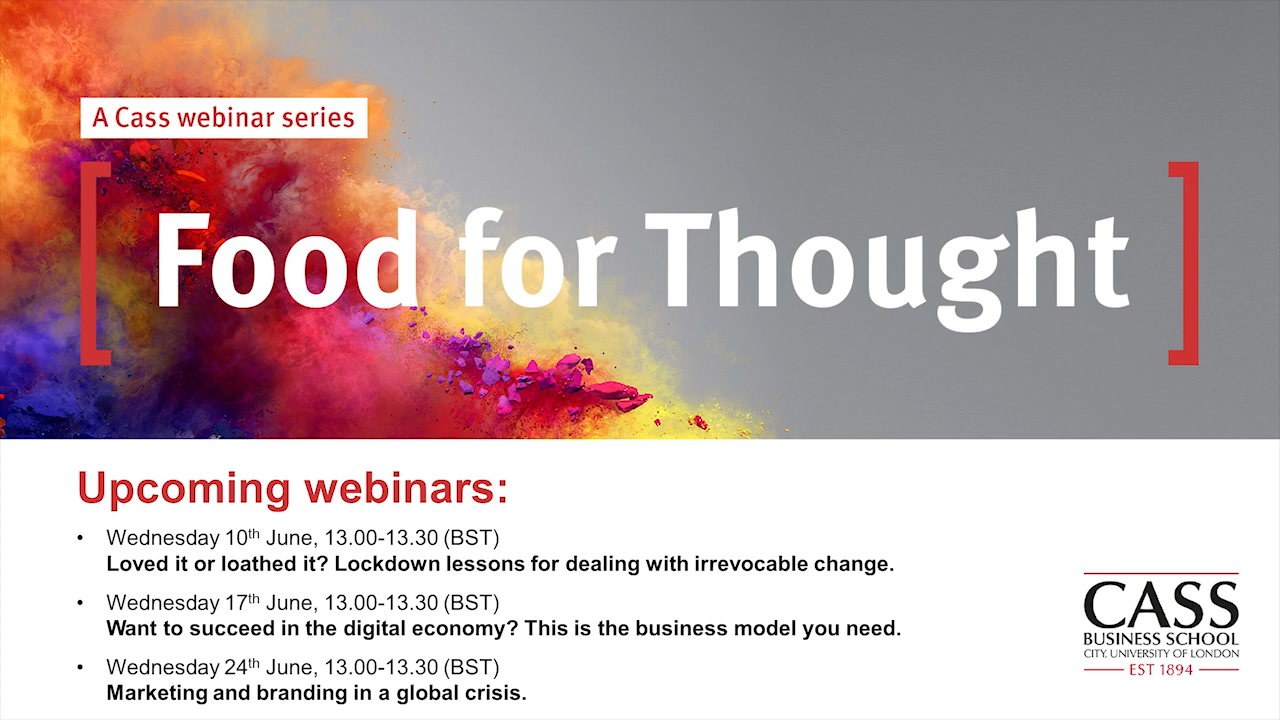 A Cass webinar series
[Food for Thought]
Upcoming webinars:
• Wednesday 10th June, 13.00-13.30 (BST)
Loved it or loathed it? Lockdown lessons for dealing with irrevocable change.
• Wednesday 17th June, 13.00-13.30 (BST)
Want to succeed in the digital economy? This is the business model you need.
• Wednesday 24th June, 13.00-13.30 (BST)
Marketing and branding in a global crisis.
CASS
BUSINESS SCHOOL
CITY, UNIVERSITY OF LONDON
EST 1894